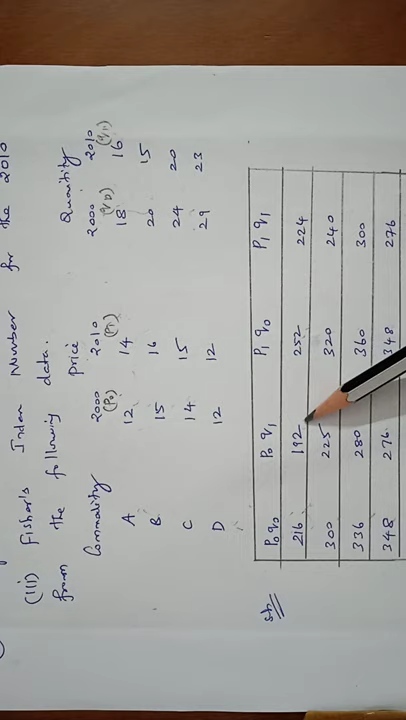 (iii) Fisher's Index Number for the 2010
from the following data.
Commodity Price Quantity
2000 2010 2000 2010
(P0) (P1) (q0) (q1)
A 12 14 18 16
B 15 16 20 15
C 14 15 24 20
D 12 12 29 23
P0q0 P0q1 P1q0 P1q1
216 192 252 224
300 225 320 240
336 280 360 300
348 276 348 276